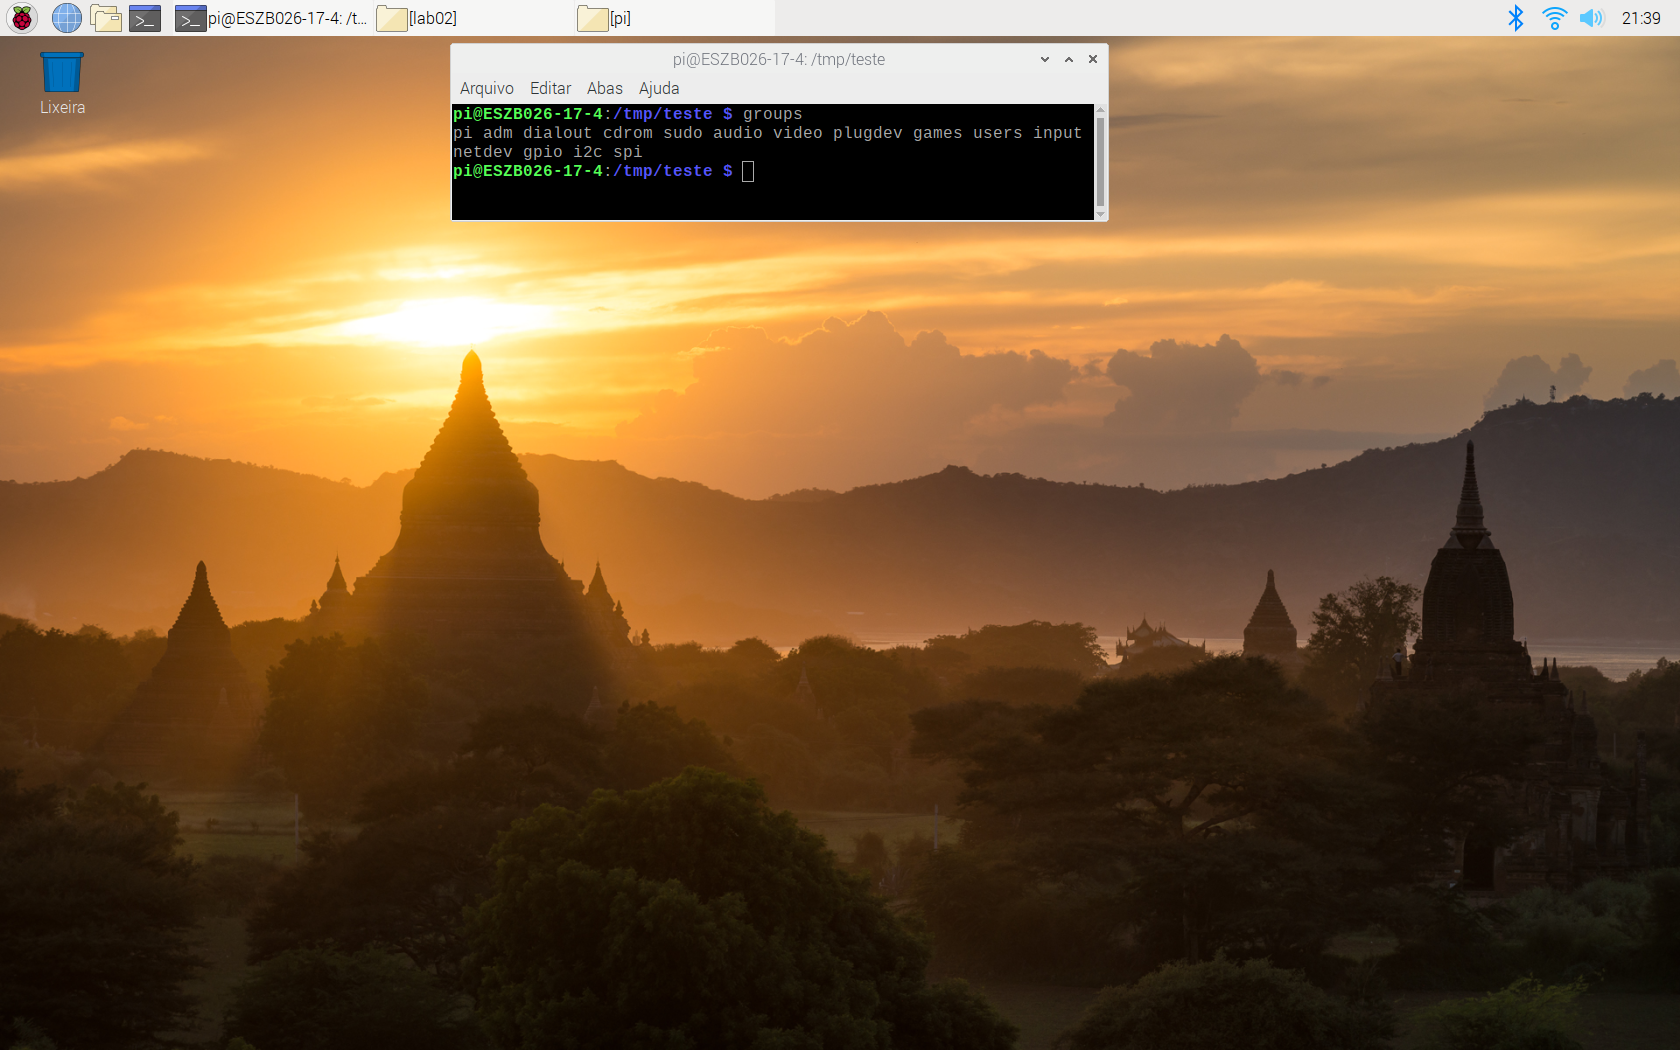 pi@ESZB026-17-4: /t...
[lab02]
[pi]
21:39
Lixeira
pi@ESZB026-17-4: /tmp/teste
Arquivo Editar Abas Ajuda
pi@ESZB026-17-4:/tmp/teste $ groups
pi adm dialout cdrom sudo audio video plugdev games users input
netdev gpio i2c spi
pi@ESZB026-17-4:/tmp/teste $